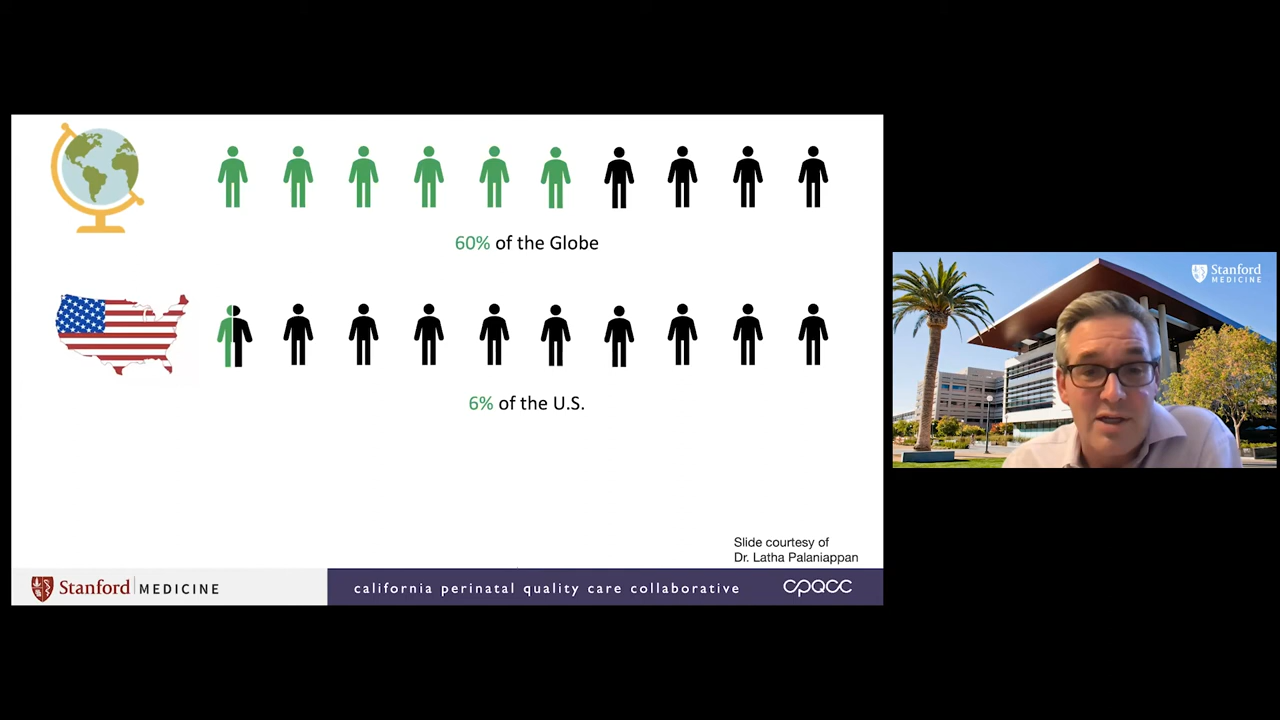 60% of the Globe
6% of the U.S.
Slide courtesy of
Dr. Latha Palaniappan
Stanford MEDICINE
california perinatal quality care collaborative
cpqcc
Stanford
MEDICINE